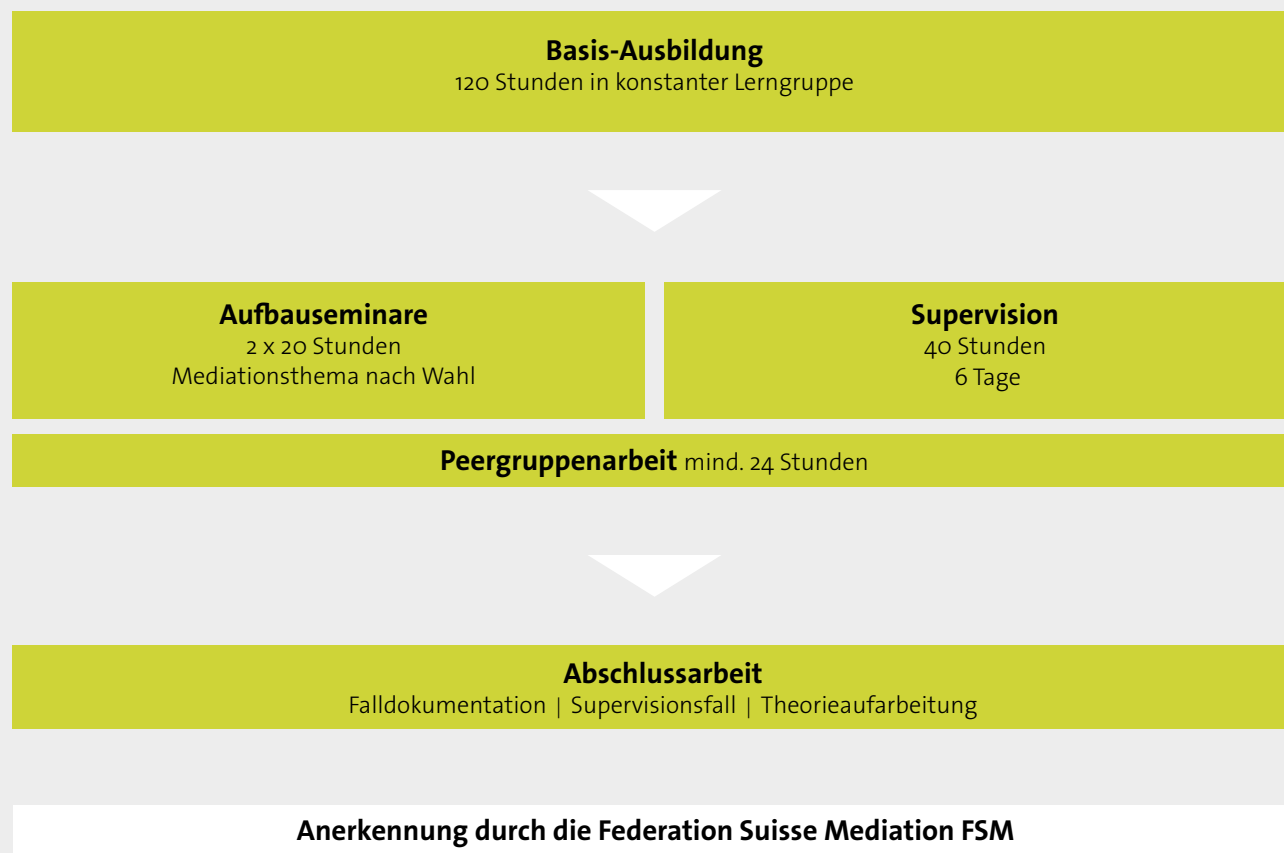 Basis-Ausbildung
120 Stunden in konstanter Lerngruppe
Aufbauseminare
2 x 20 Stunden
Mediationsthema nach Wahl
Supervision
40 Stunden
6 Tage
Peergruppenarbeit mind. 24 Stunden
Abschlussarbeit
Falldokumentation | Supervisionsfall | Theorieaufarbeitung
Anerkennung durch die Federation Suisse Mediation FSM